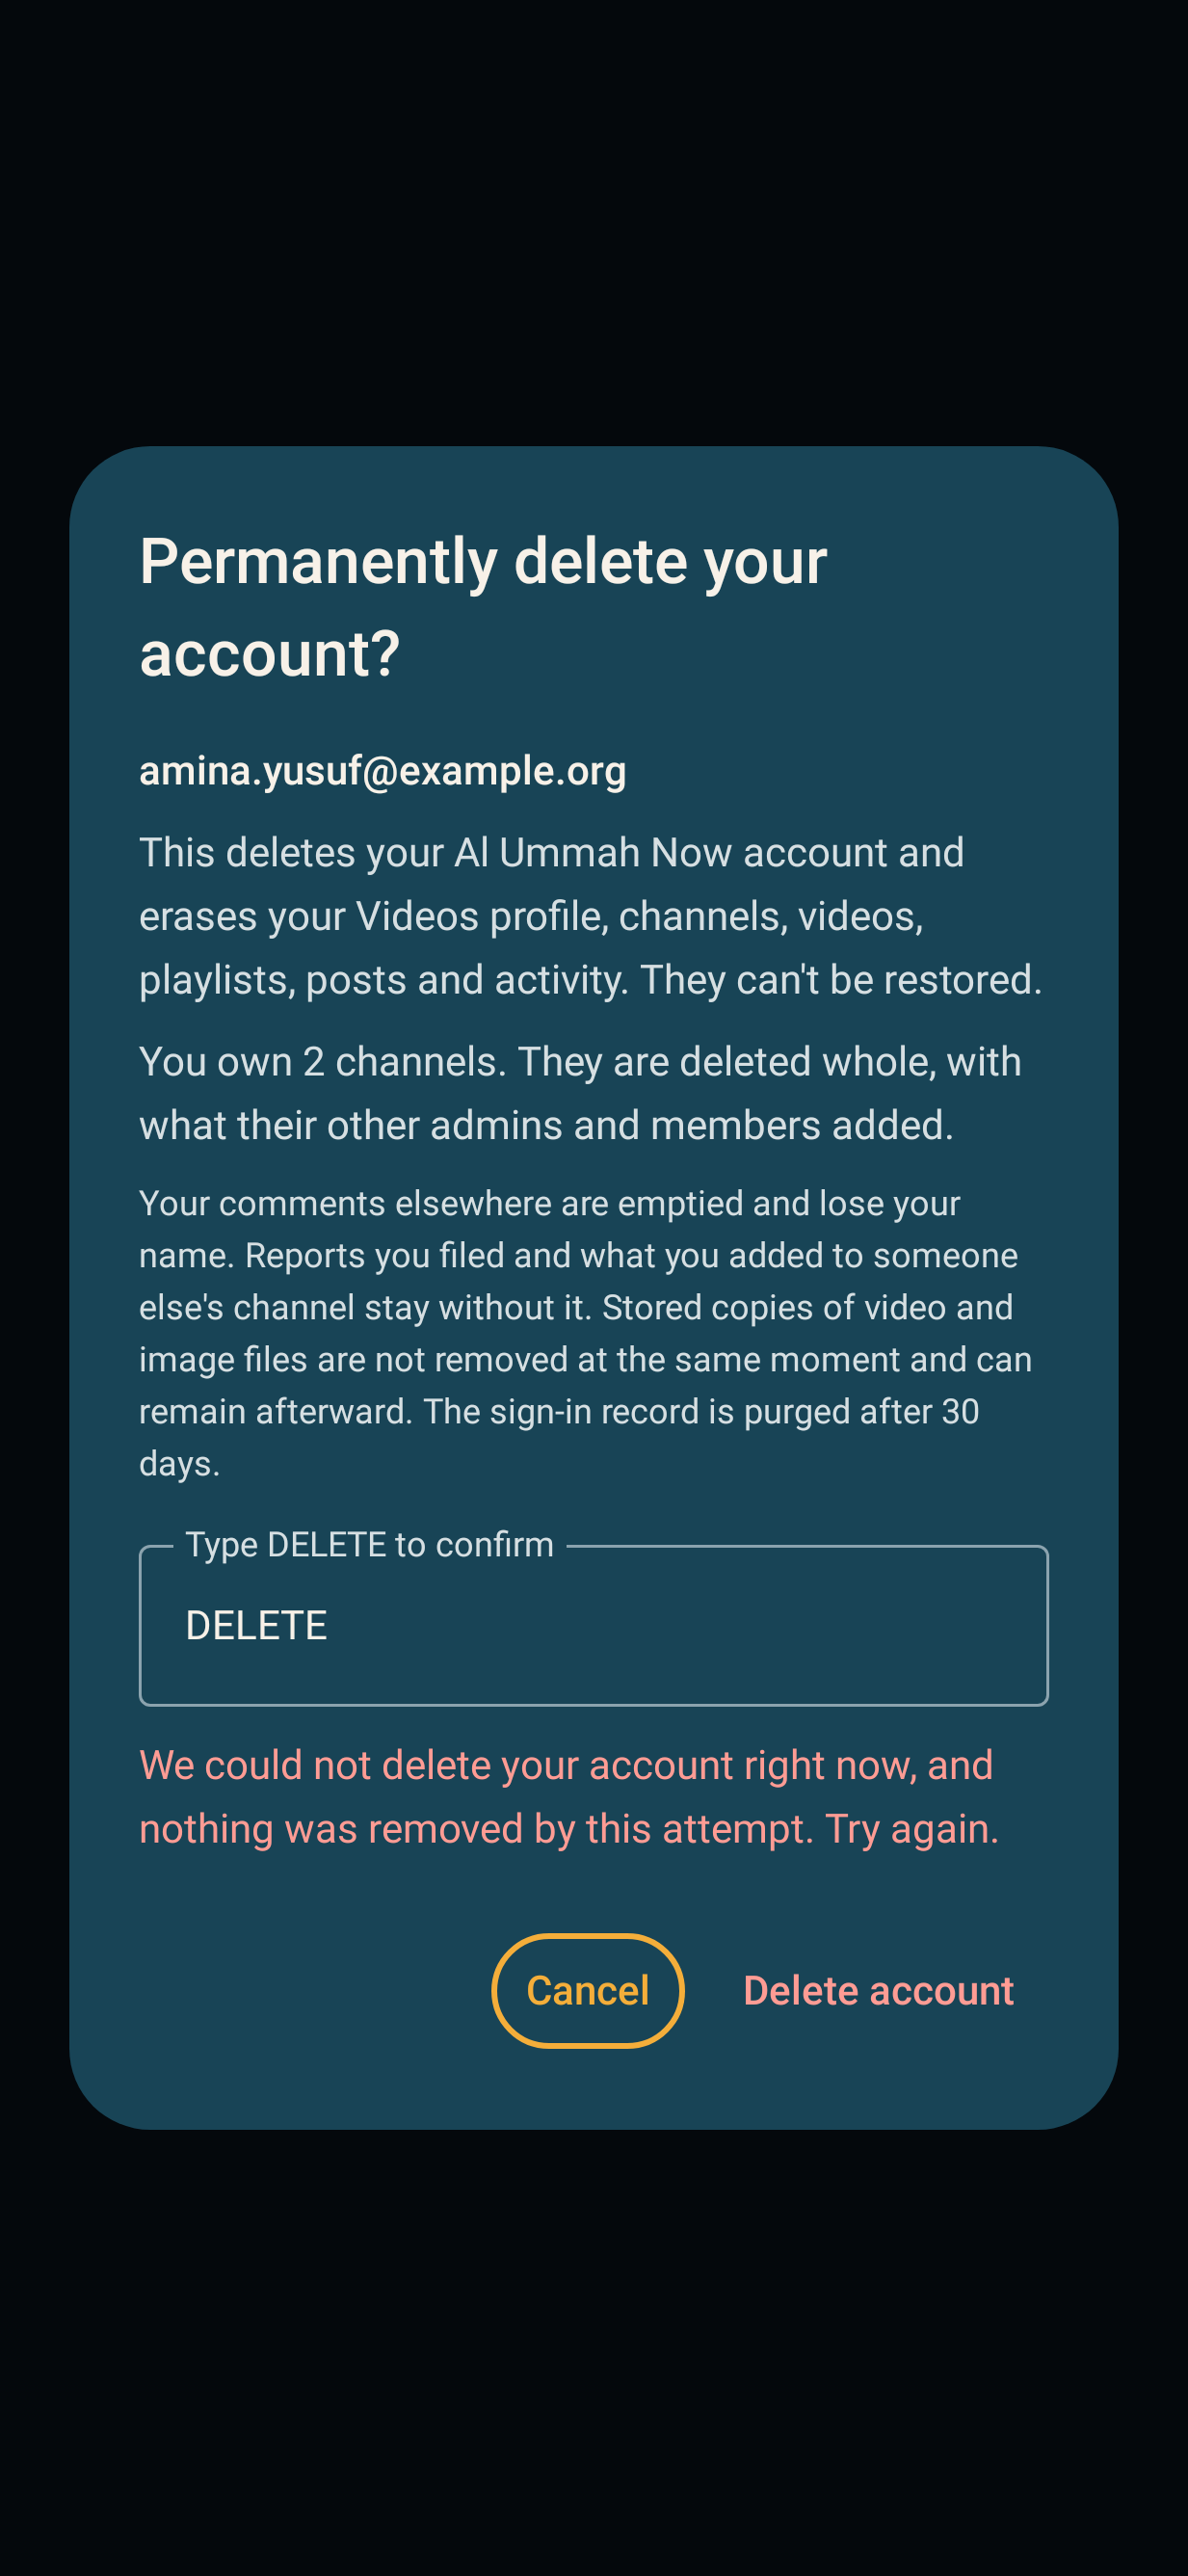 Permanently delete your
account?
amina.yusuf@example.org
This deletes your Al Ummah Now account and
erases your Videos profile, channels, videos,
playlists, posts and activity. They can't be restored.
You own 2 channels. They are deleted whole, with
what their other admins and members added.
Your comments elsewhere are emptied and lose your
name. Reports you filed and what you added to someone
else's channel stay without it. Stored copies of video and
image files are not removed at the same moment and can
remain afterward. The sign-in record is purged after 30
days.
Type DELETE to confirm
DELETE
We could not delete your account right now, and
nothing was removed by this attempt. Try again.
Cancel Delete account